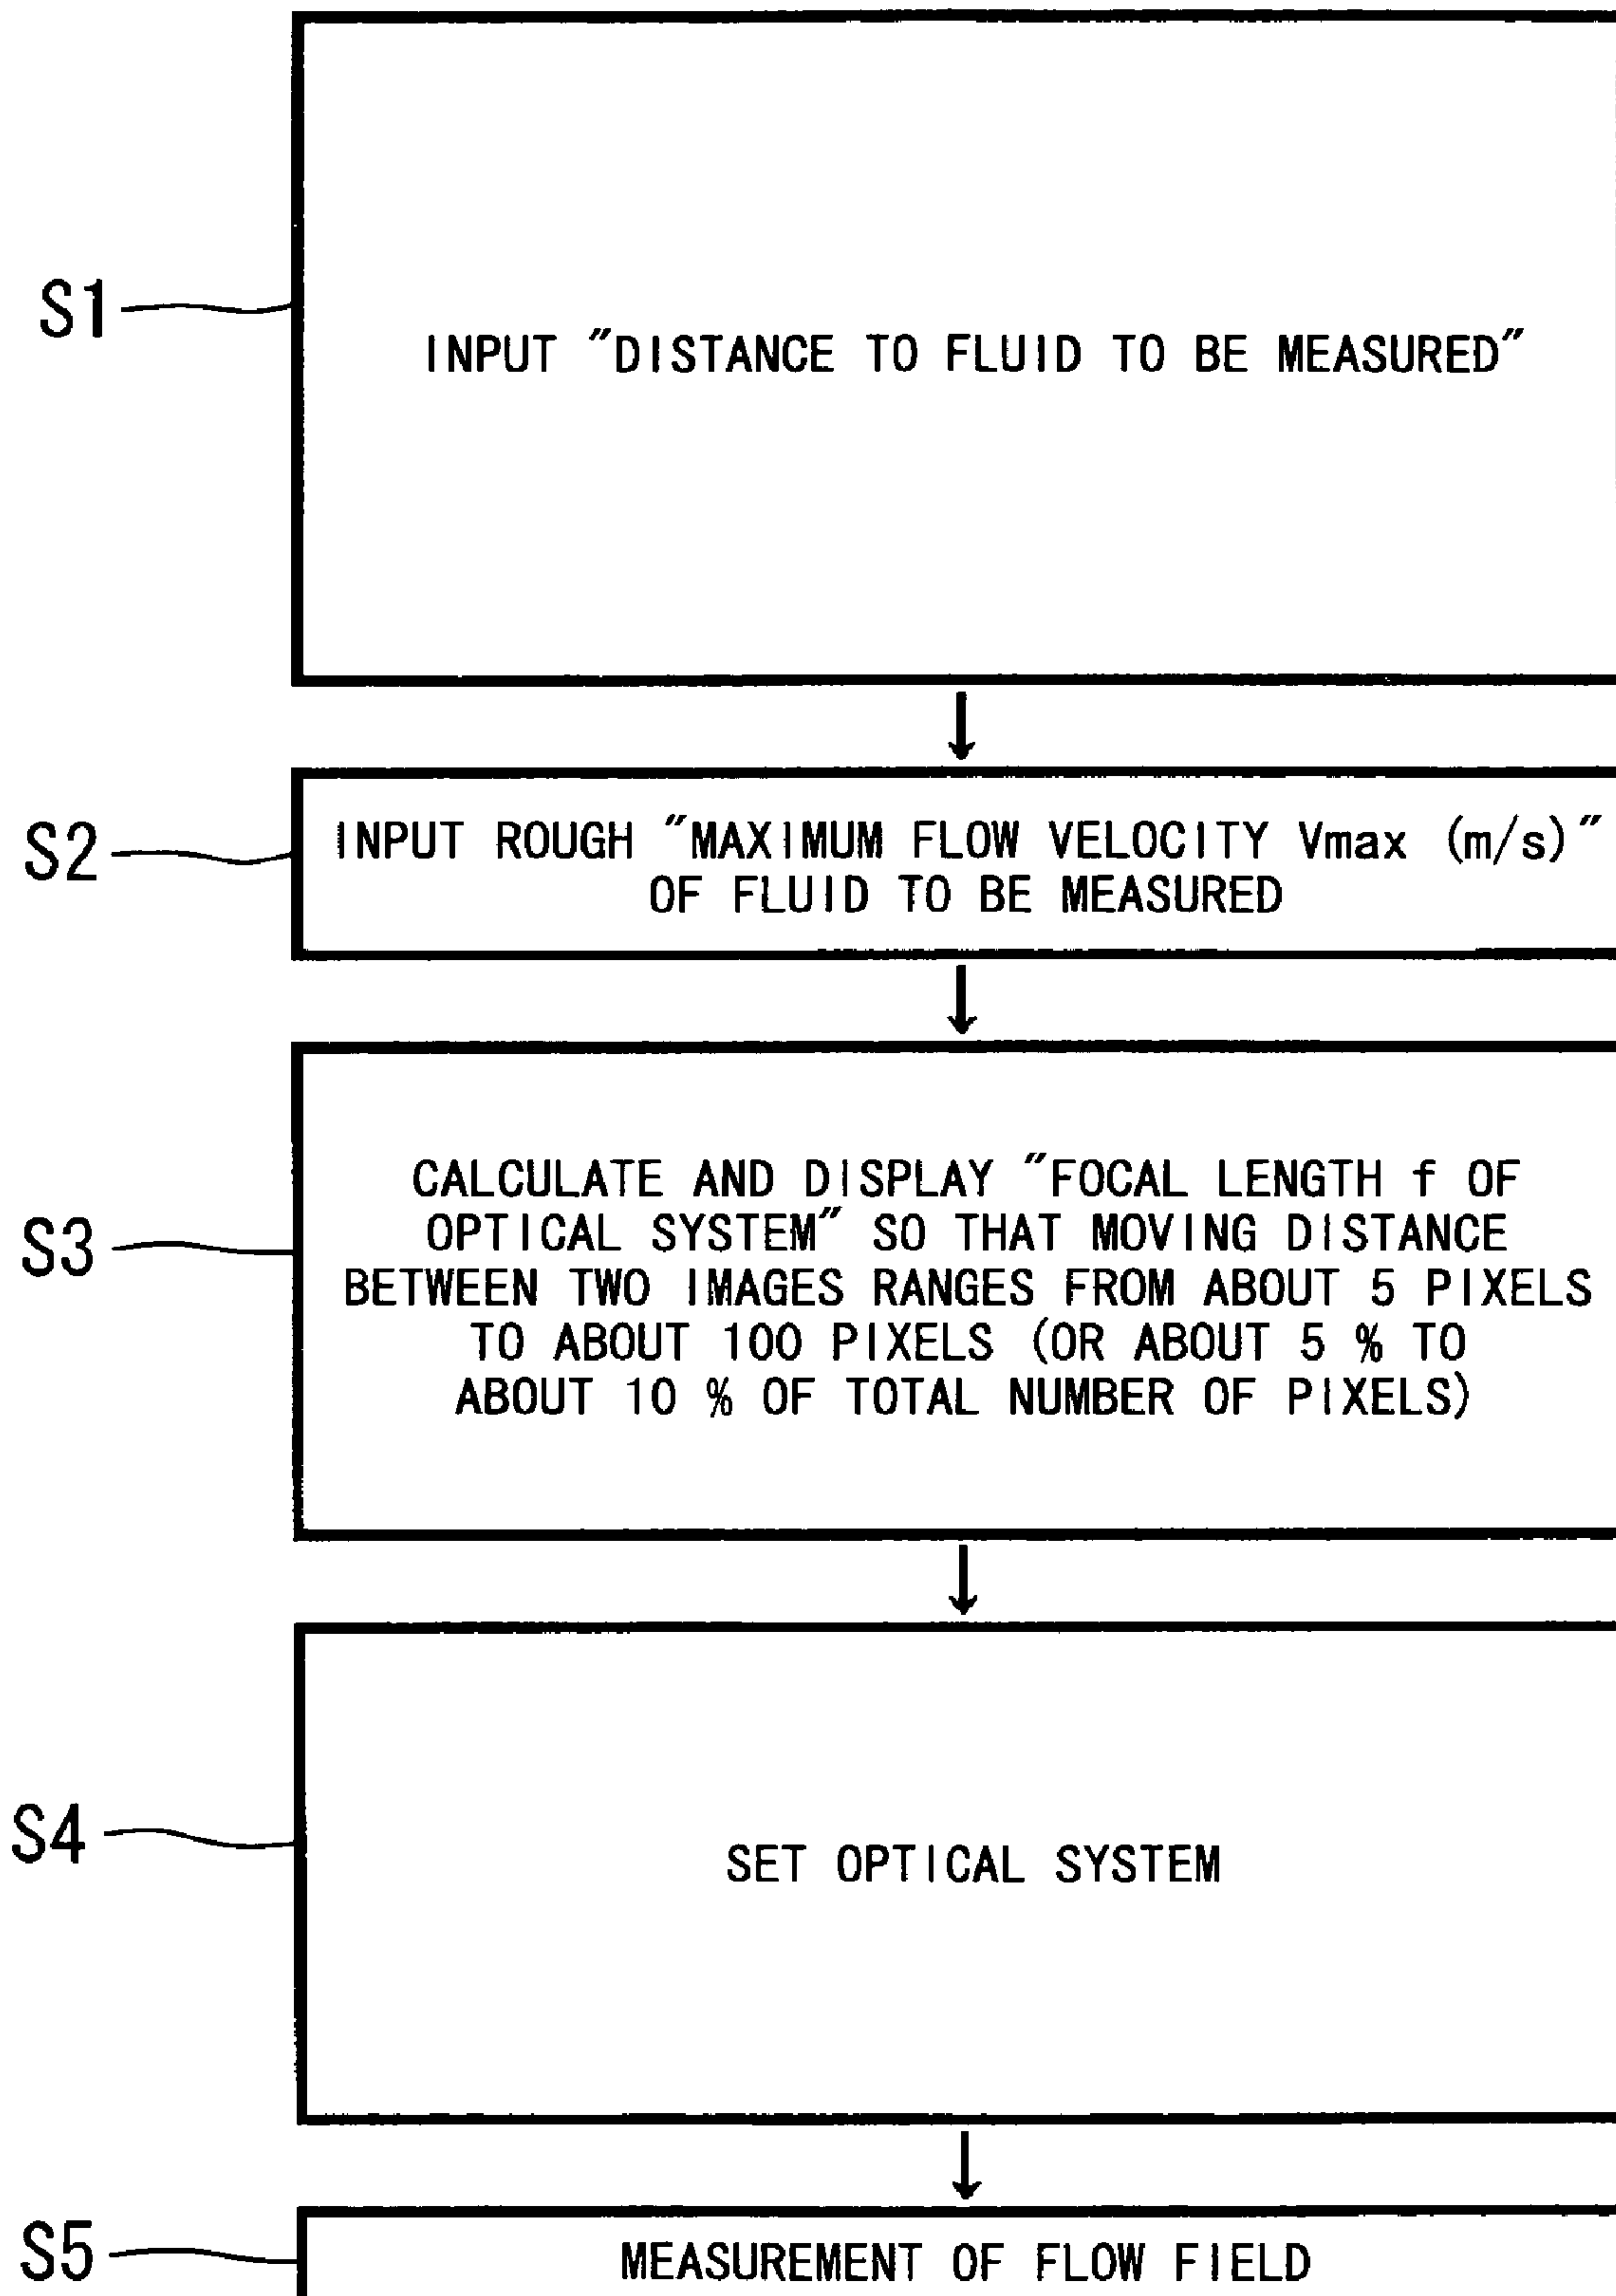 S1
INPUT "DISTANCE TO FLUID TO BE MEASURED"
S2
INPUT ROUGH "MAXIMUM FLOW VELOCITY Vmax (m/s)"
OF FLUID TO BE MEASURED
S3
CALCULATE AND DISPLAY "FOCAL LENGTH f OF
OPTICAL SYSTEM" SO THAT MOVING DISTANCE
BETWEEN TWO IMAGES RANGES FROM ABOUT 5 PIXELS
TO ABOUT 100 PIXELS (OR ABOUT 5 % TO
ABOUT 10 % OF TOTAL NUMBER OF PIXELS)
S4
SET OPTICAL SYSTEM
S5
MEASUREMENT OF FLOW FIELD